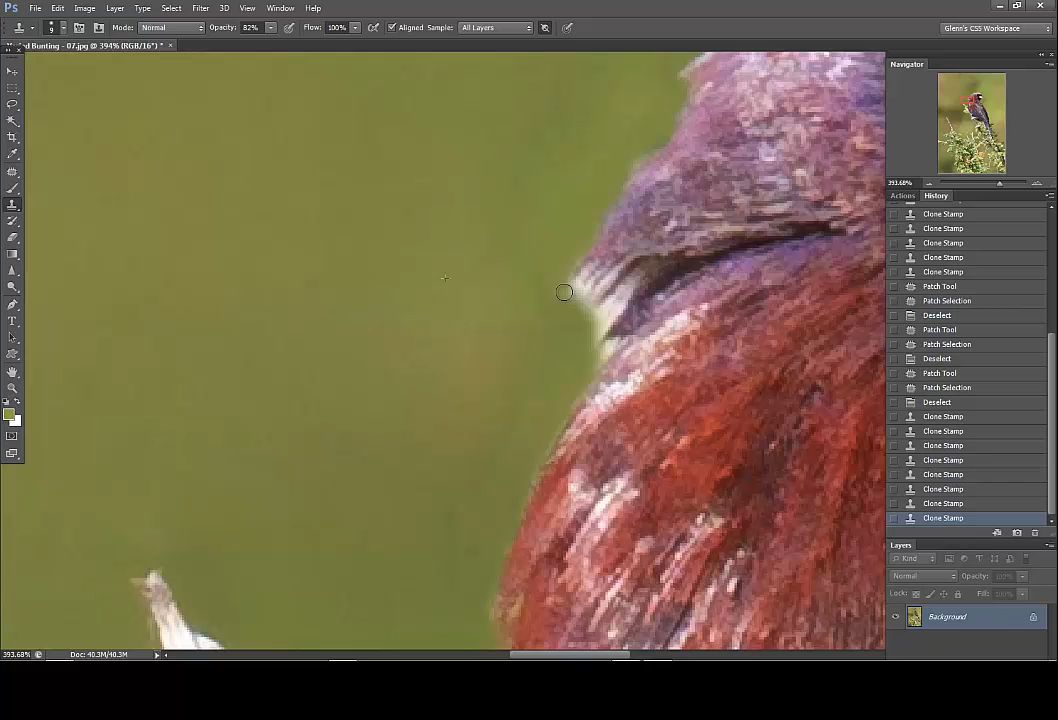 Ps File Edit Image Layer Type Select Filter 3D View Window Help
9 Mode: Normal Opacity: 82% Flow: 100% Aligned Sample: All Layers Glenn's CS5 Workspace
Bunting - 07.jpg @ 394% (RGB/16*) * ×
Navigator
393.68%
Actions History
Clone Stamp
Clone Stamp
Clone Stamp
Clone Stamp
Clone Stamp
Patch Tool
Patch Selection
Deselect
Patch Tool
Patch Selection
Deselect
Patch Tool
Patch Selection
Deselect
Clone Stamp
Clone Stamp
Clone Stamp
Clone Stamp
Clone Stamp
Clone Stamp
Clone Stamp
Clone Stamp
Layers
Kind
Normal Opacity: 100%
Lock: Fill: 100%
Background
393.68% Doc: 40.3M/40.3M